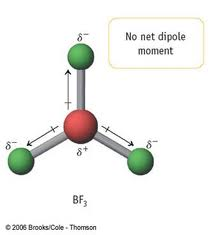 δ−
No net dipole
moment
δ−
δ−
δ+
BF₃
© 2006 Brooks/Cole - Thomson